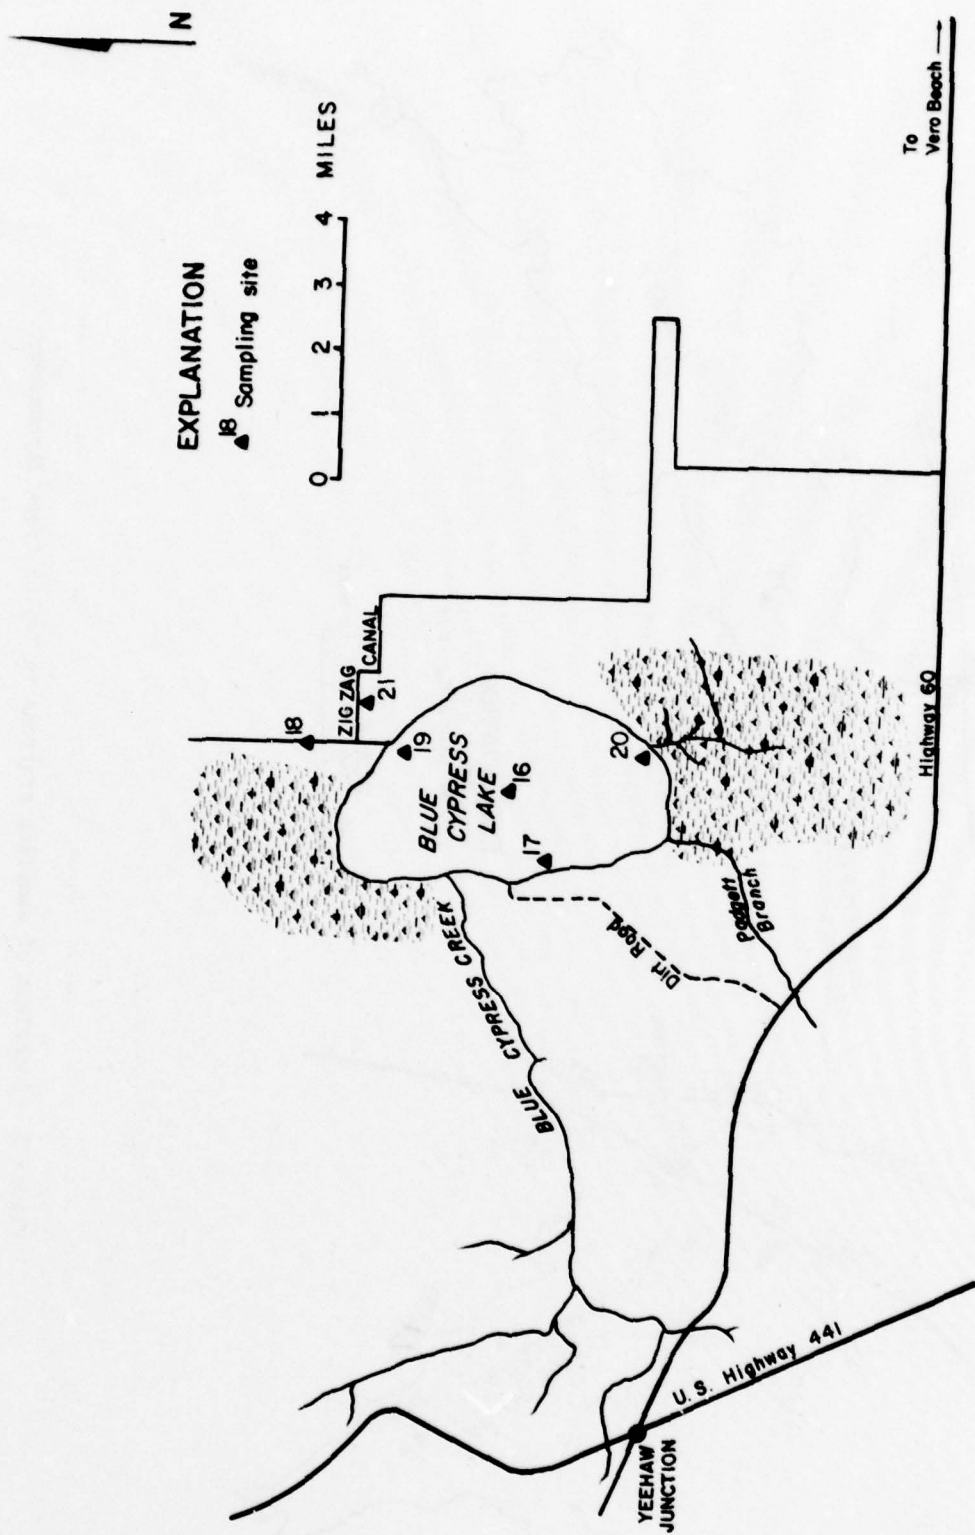 N
EXPLANATION
18 Sampling site
0 1 2 3 4 MILES
18
ZIG ZAG
CANAL
21
19
BLUE
CYPRESS
LAKE
16
17
20
BLUE CYPRESS CREEK
Dirt Road
Padgett
Branch
Highway 60
To
Vero Beach
U.S. Highway 441
YEEHAW
JUNCTION